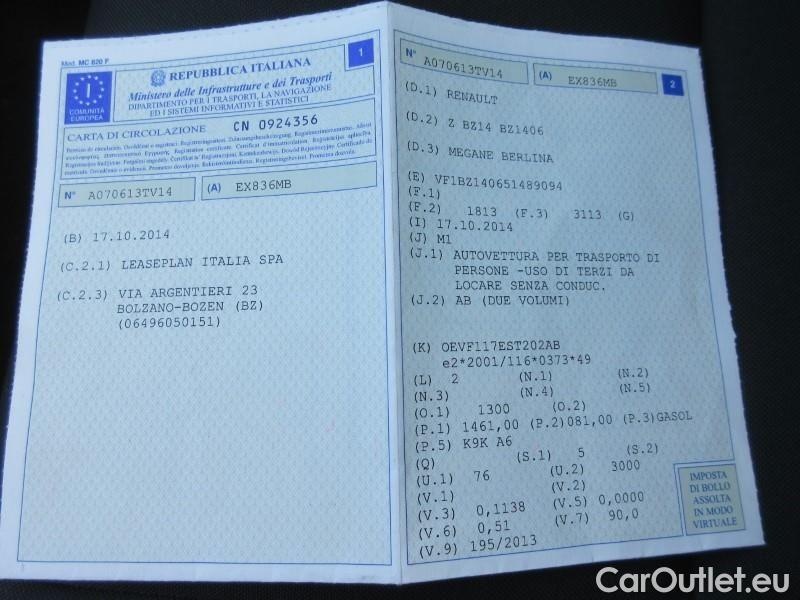 Mod. MC 820 F
1
REPUBBLICA ITALIANA
Ministero delle Infrastrutture e dei Trasporti
DIPARTIMENTO PER I TRASPORTI, LA NAVIGAZIONE
ED I SISTEMI INFORMATIVI E STATISTICI
I
COMUNITÀ
EUROPEA
CARTA DI CIRCOLAZIONE CN 0924356
N° A070613TV14 (A) EX836MB
(B) 17.10.2014
(C.2.1) LEASEPLAN ITALIA SPA
(C.2.3) VIA ARGENTIERI 23
BOLZANO-BOZEN (BZ)
(06496050151)
N° A070613TV14 (A) EX836MB 2
(D.1) RENAULT
(D.2) Z BZ14 BZ1406
(D.3) MEGANE BERLINA
(E) VF1BZ140651489094
(F.1)
(F.2) 1813 (F.3) 3113 (G)
(I) 17.10.2014
(J) M1
(J.1) AUTOVETTURA PER TRASPORTO DI
PERSONE -USO DI TERZI DA
LOCARE SENZA CONDUC.
(J.2) AB (DUE VOLUMI)
(K) OEVF117EST202AB
e2*2001/116*0373*49
(L) 2 (N.1) (N.2)
(N.3) (N.4) (N.5)
(O.1) 1300 (O.2)
(P.1) 1461,00 (P.2)081,00 (P.3)GASOL
(P.5) K9K A6
(Q) (S.1) 5 (S.2)
(U.1) 76 (U.2) 3000
(V.1) (V.2)
(V.3) 0,1138 (V.5) 0,0000
(V.6) 0,51 (V.7) 90,0
(V.9) 195/2013
IMPOSTA
DI BOLLO
ASSOLTA
IN MODO
VIRTUALE
CarOutlet.eu